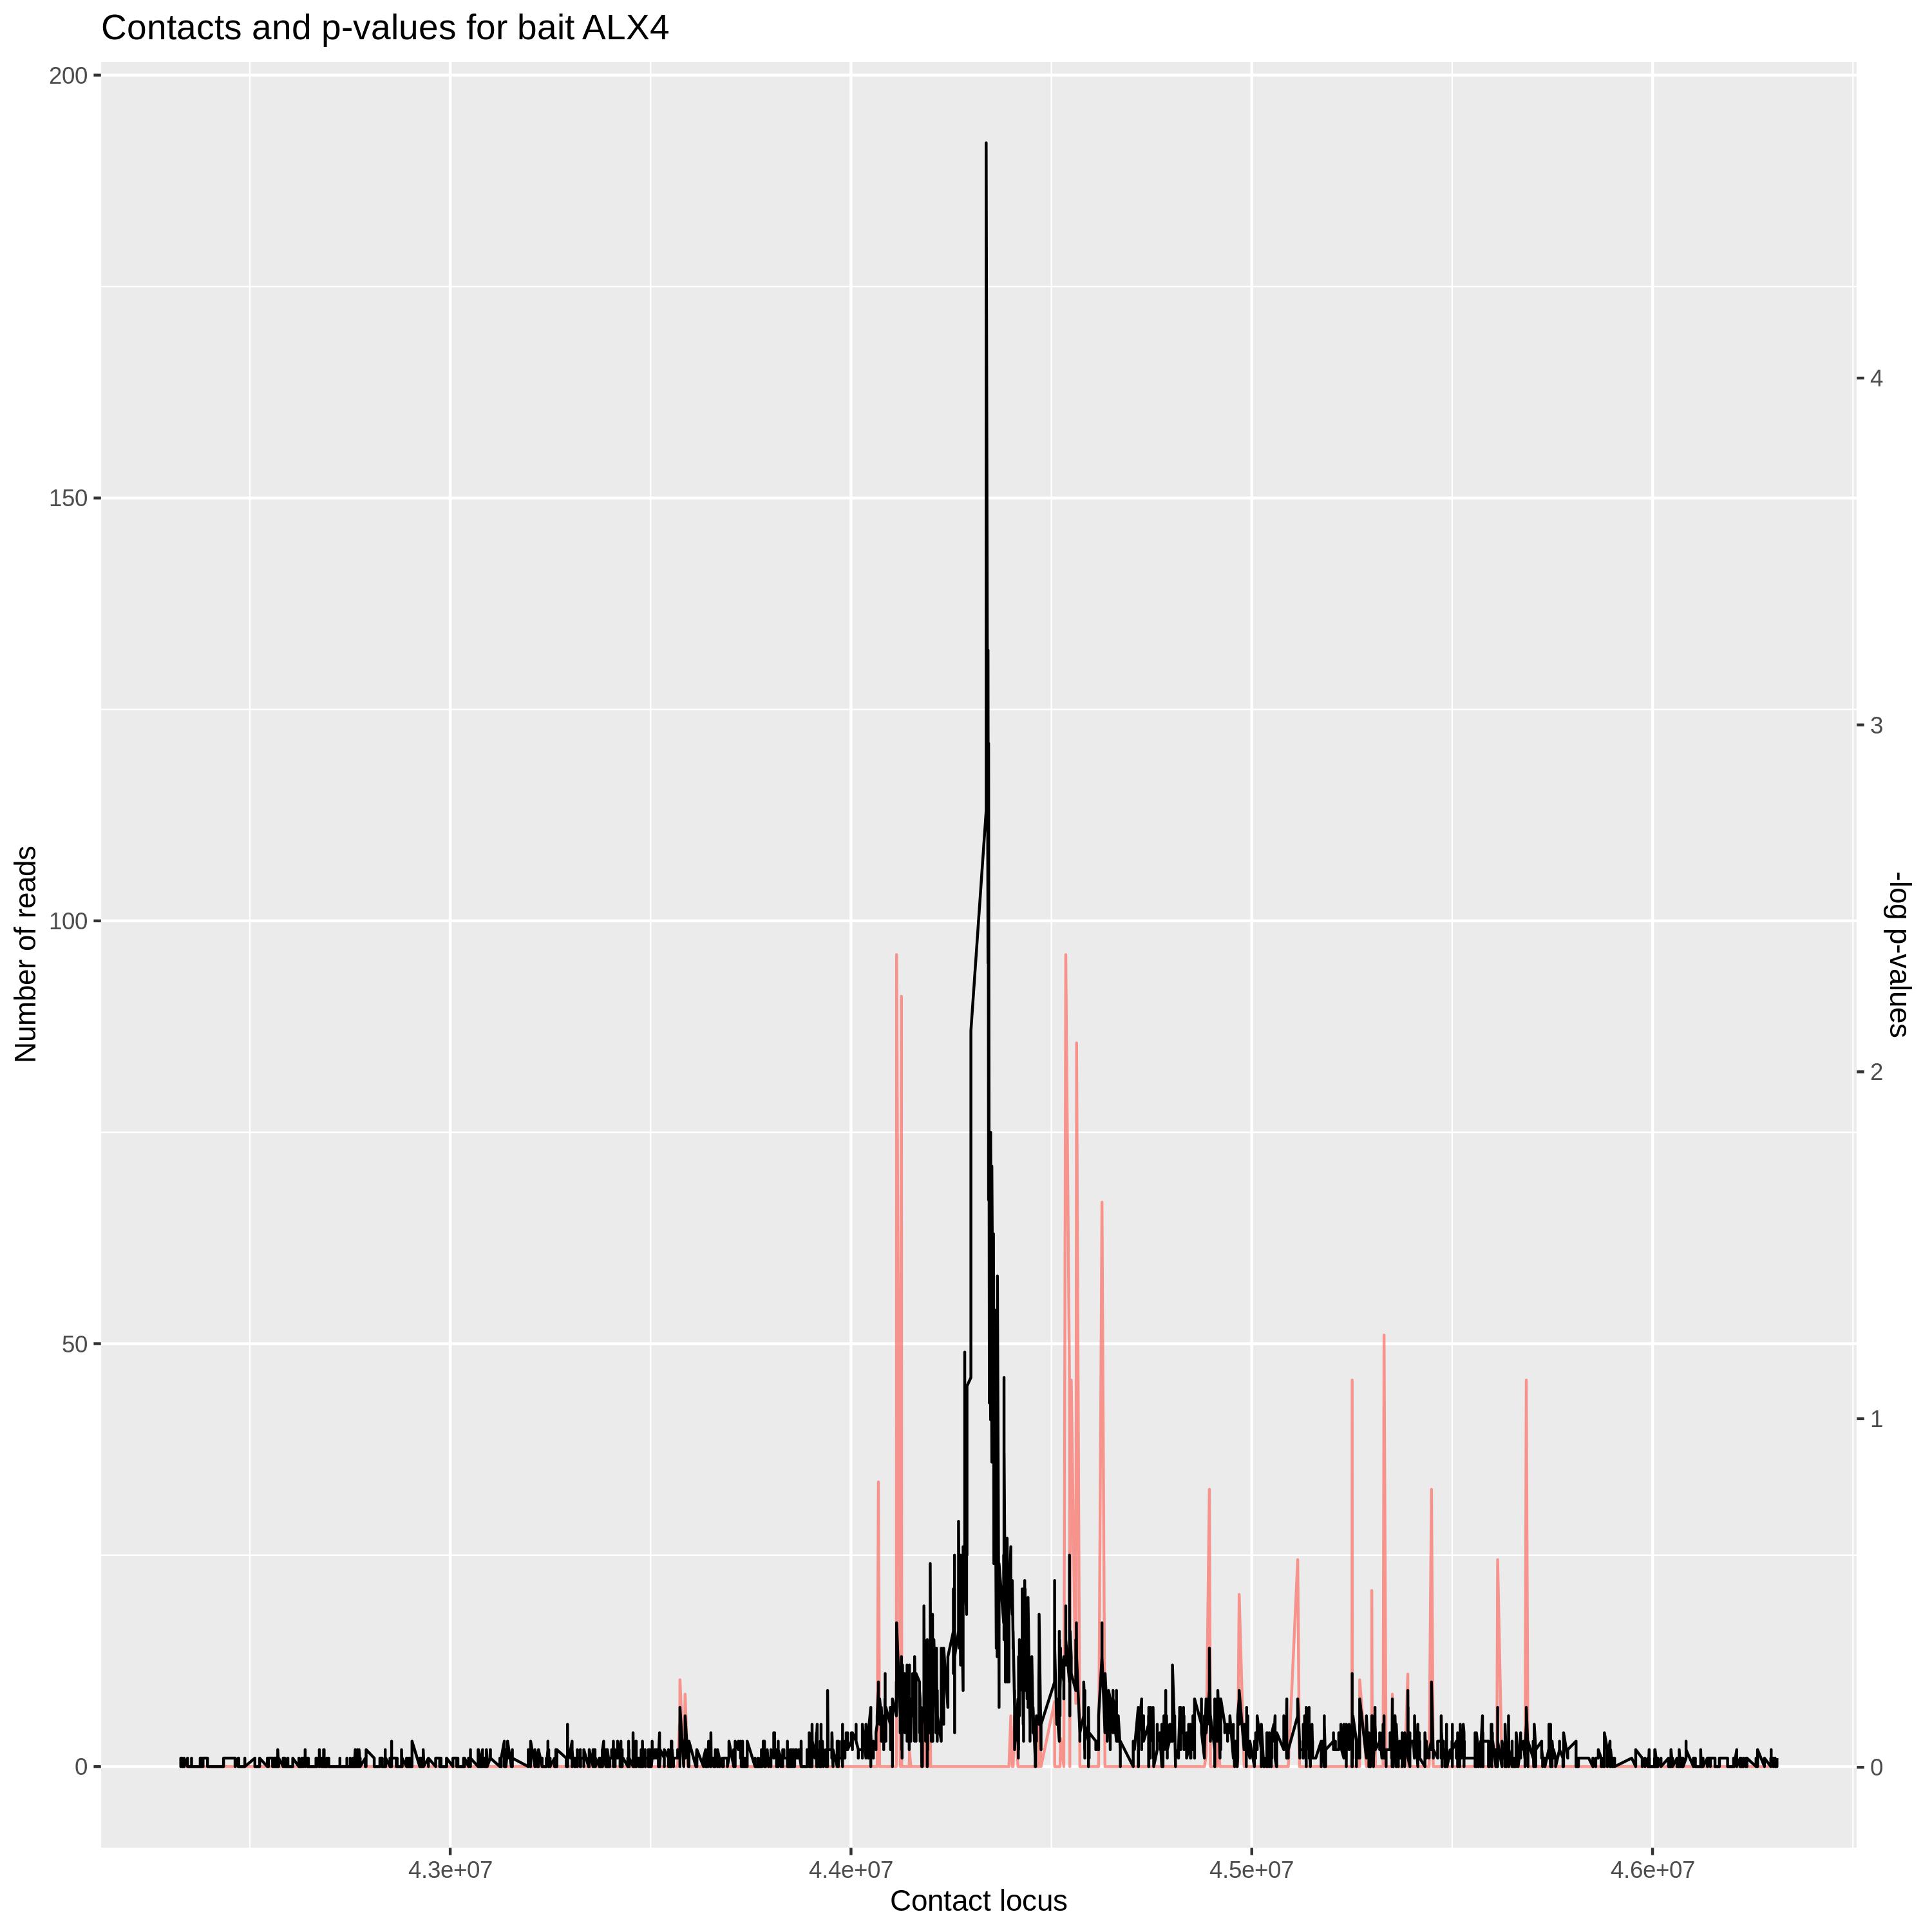 Contacts and p-values for bait ALX4
200
150
100
50
0
Number of reads
4
3
2
1
0
-log p-values
4.3e+07
4.4e+07
4.5e+07
4.6e+07
Contact locus